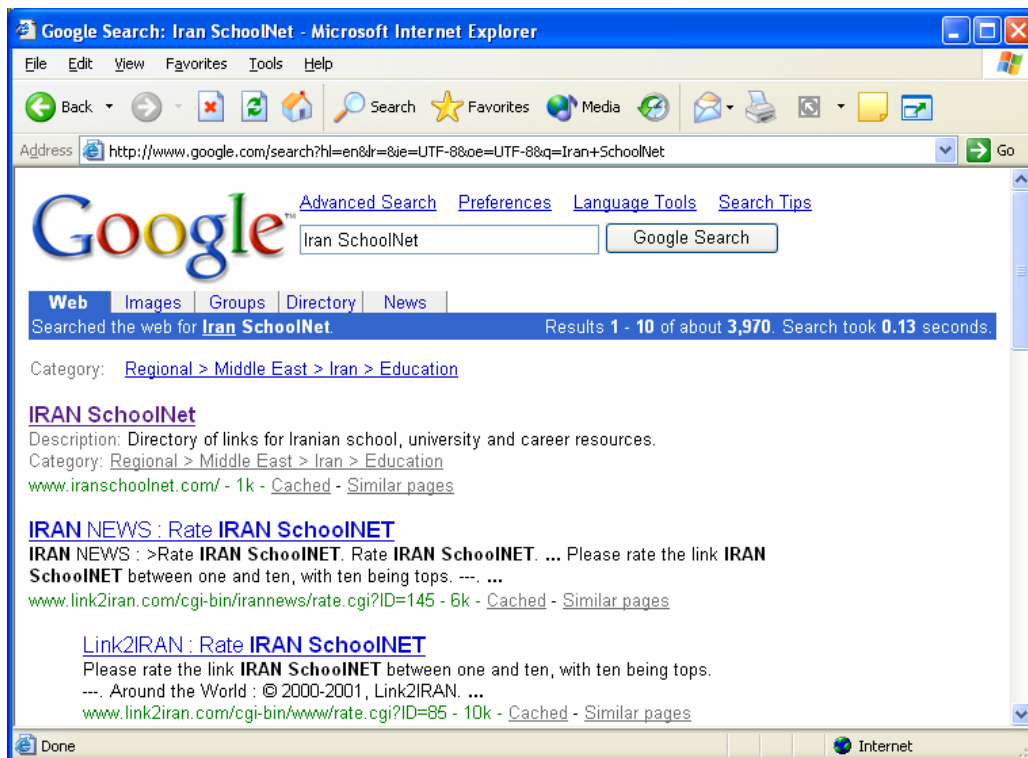 Google Search: Iran SchoolNet - Microsoft Internet Explorer
File Edit View Favorites Tools Help
Back Search Favorites Media
Address http://www.google.com/search?hl=en&lr=&ie=UTF-8&oe=UTF-8&q=Iran+SchoolNet Go
Advanced Search Preferences Language Tools Search Tips
Google™ Iran SchoolNet Google Search
Web Images Groups Directory News
Searched the web for Iran SchoolNet. Results 1 - 10 of about 3,970. Search took 0.13 seconds.
Category: Regional > Middle East > Iran > Education
IRAN SchoolNet
Description: Directory of links for Iranian school, university and career resources.
Category: Regional > Middle East > Iran > Education
www.iranschoolnet.com/ - 1k - Cached - Similar pages
IRAN NEWS : Rate IRAN SchoolNET
IRAN NEWS : >Rate IRAN SchoolNET. Rate IRAN SchoolNET. ... Please rate the link IRAN
SchoolNET between one and ten, with ten being tops. ---. ...
www.link2iran.com/cgi-bin/irannews/rate.cgi?ID=145 - 6k - Cached - Similar pages
Link2IRAN : Rate IRAN SchoolNET
Please rate the link IRAN SchoolNET between one and ten, with ten being tops.
---. Around the World : © 2000-2001, Link2IRAN. ...
www.link2iran.com/cgi-bin/www/rate.cgi?ID=85 - 10k - Cached - Similar pages
Done Internet